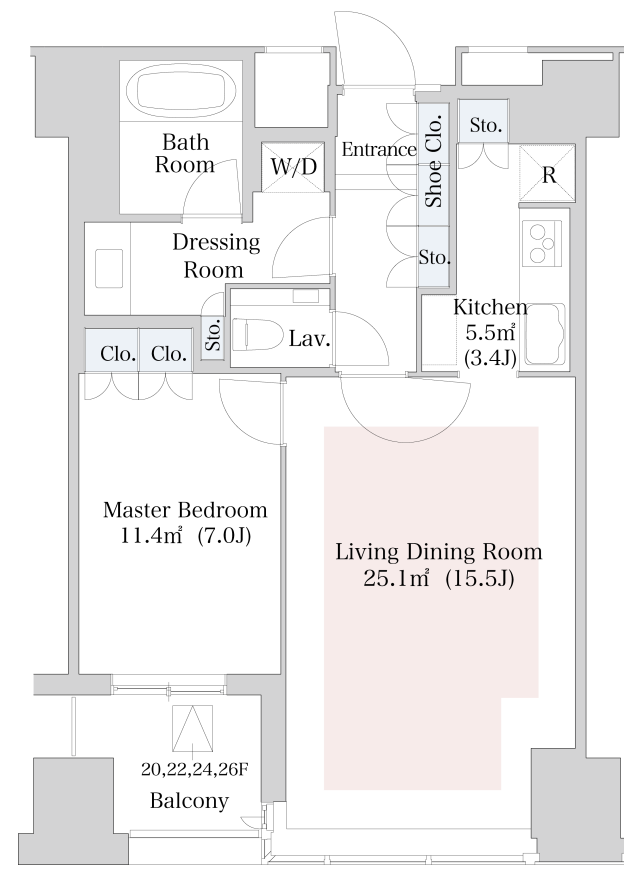 Bath
Room
W/D
Entrance
Shoe Clo.
Sto.
R
Dressing
Room
Sto.
Kitchen
5.5㎡
(3.4J)
Sto.
Lav.
Clo.
Clo.
Master Bedroom
11.4㎡ (7.0J)
Living Dining Room
25.1㎡ (15.5J)
20,22,24,26F
Balcony